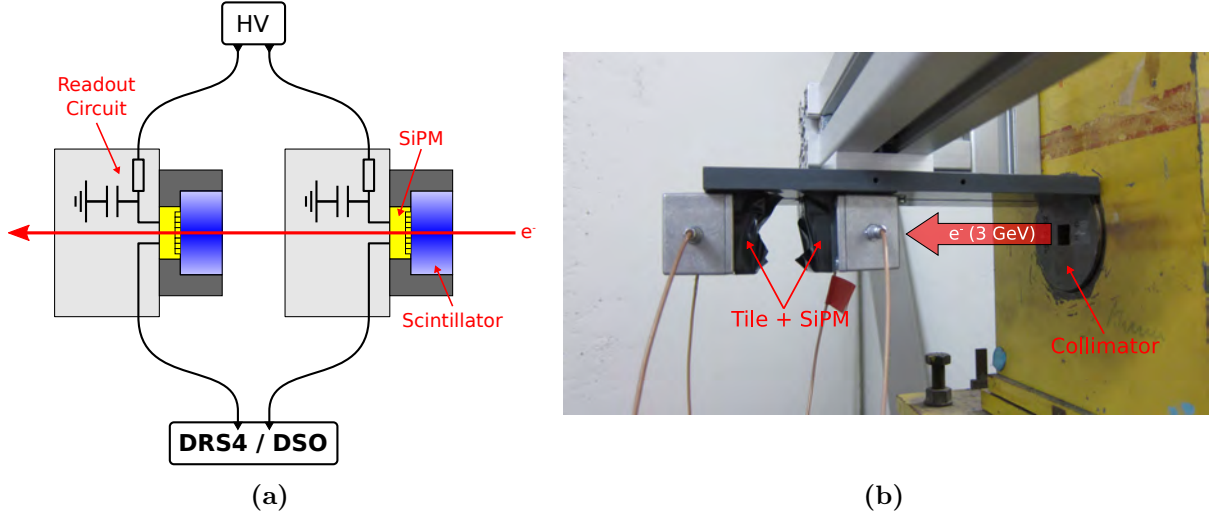 HV
Readout
Circuit
SiPM
e-
Scintillator
DRS4 / DSO
(a)
e- (3 GeV)
Tile + SiPM
Collimator
(b)